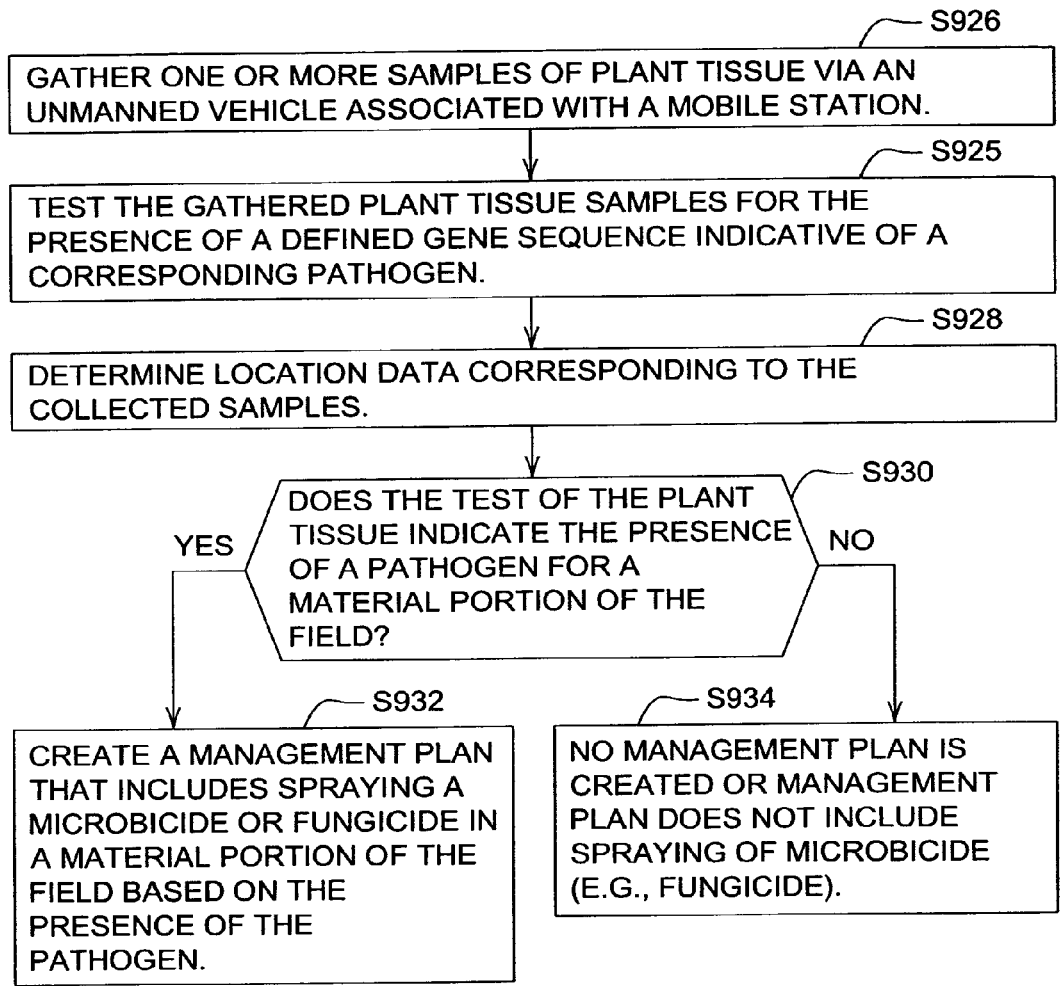 S926
GATHER ONE OR MORE SAMPLES OF PLANT TISSUE VIA AN
UNMANNED VEHICLE ASSOCIATED WITH A MOBILE STATION.
S925
TEST THE GATHERED PLANT TISSUE SAMPLES FOR THE
PRESENCE OF A DEFINED GENE SEQUENCE INDICATIVE OF A
CORRESPONDING PATHOGEN.
S928
DETERMINE LOCATION DATA CORRESPONDING TO THE
COLLECTED SAMPLES.
S930
DOES THE TEST OF THE PLANT
TISSUE INDICATE THE PRESENCE
OF A PATHOGEN FOR A
MATERIAL PORTION OF THE
FIELD?
YES
NO
S932
CREATE A MANAGEMENT PLAN
THAT INCLUDES SPRAYING A
MICROBICIDE OR FUNGICIDE IN
A MATERIAL PORTION OF THE
FIELD BASED ON THE
PRESENCE OF THE
PATHOGEN.
S934
NO MANAGEMENT PLAN IS
CREATED OR MANAGEMENT
PLAN DOES NOT INCLUDE
SPRAYING OF MICROBICIDE
(E.G., FUNGICIDE).